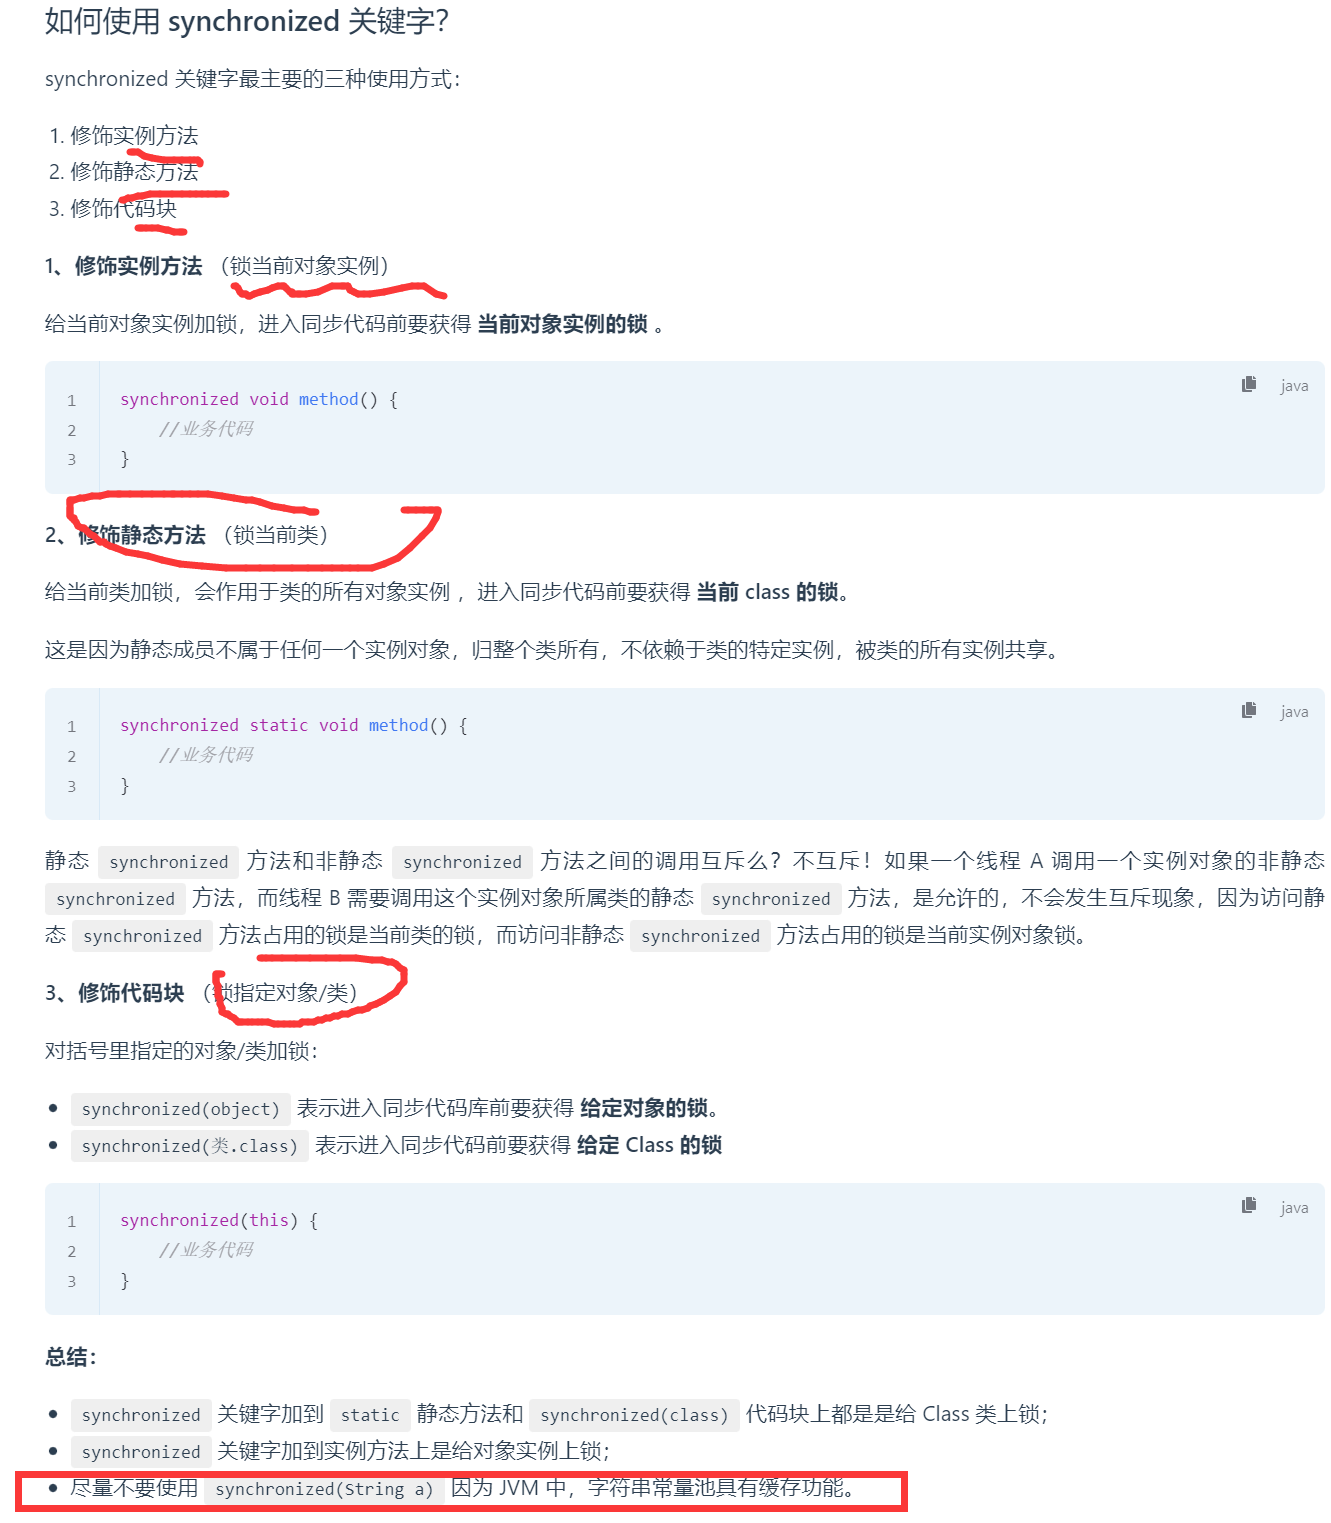 如何使用 synchronized 关键字？
synchronized 关键字最主要的三种使用方式：
1. 修饰实例方法
2. 修饰静态方法
3. 修饰代码块
1、修饰实例方法 （锁当前对象实例）
给当前对象实例加锁，进入同步代码前要获得 当前对象实例的锁 。
java
1 synchronized void method() {
2 //业务代码
3 }
2、修饰静态方法 （锁当前类）
给当前类加锁，会作用于类的所有对象实例 ，进入同步代码前要获得 当前 class 的锁。
这是因为静态成员不属于任何一个实例对象，归整个类所有，不依赖于类的特定实例，被类的所有实例共享。
java
1 synchronized static void method() {
2 //业务代码
3 }
静态 synchronized 方法和非静态 synchronized 方法之间的调用互斥么？不互斥！如果一个线程 A 调用一个实例对象的非静态
synchronized 方法，而线程 B 需要调用这个实例对象所属类的静态 synchronized 方法，是允许的，不会发生互斥现象，因为访问静
态 synchronized 方法占用的锁是当前类的锁，而访问非静态 synchronized 方法占用的锁是当前实例对象锁。
3、修饰代码块 （锁指定对象/类）
对括号里指定的对象/类加锁：
• synchronized(object) 表示进入同步代码库前要获得 给定对象的锁。
• synchronized(类.class) 表示进入同步代码前要获得 给定 Class 的锁
java
1 synchronized(this) {
2 //业务代码
3 }
总结：
• synchronized 关键字加到 static 静态方法和 synchronized(class) 代码块上都是是给 Class 类上锁；
• synchronized 关键字加到实例方法上是给对象实例上锁；
• 尽量不要使用 synchronized(String a) 因为 JVM 中，字符串常量池具有缓存功能。